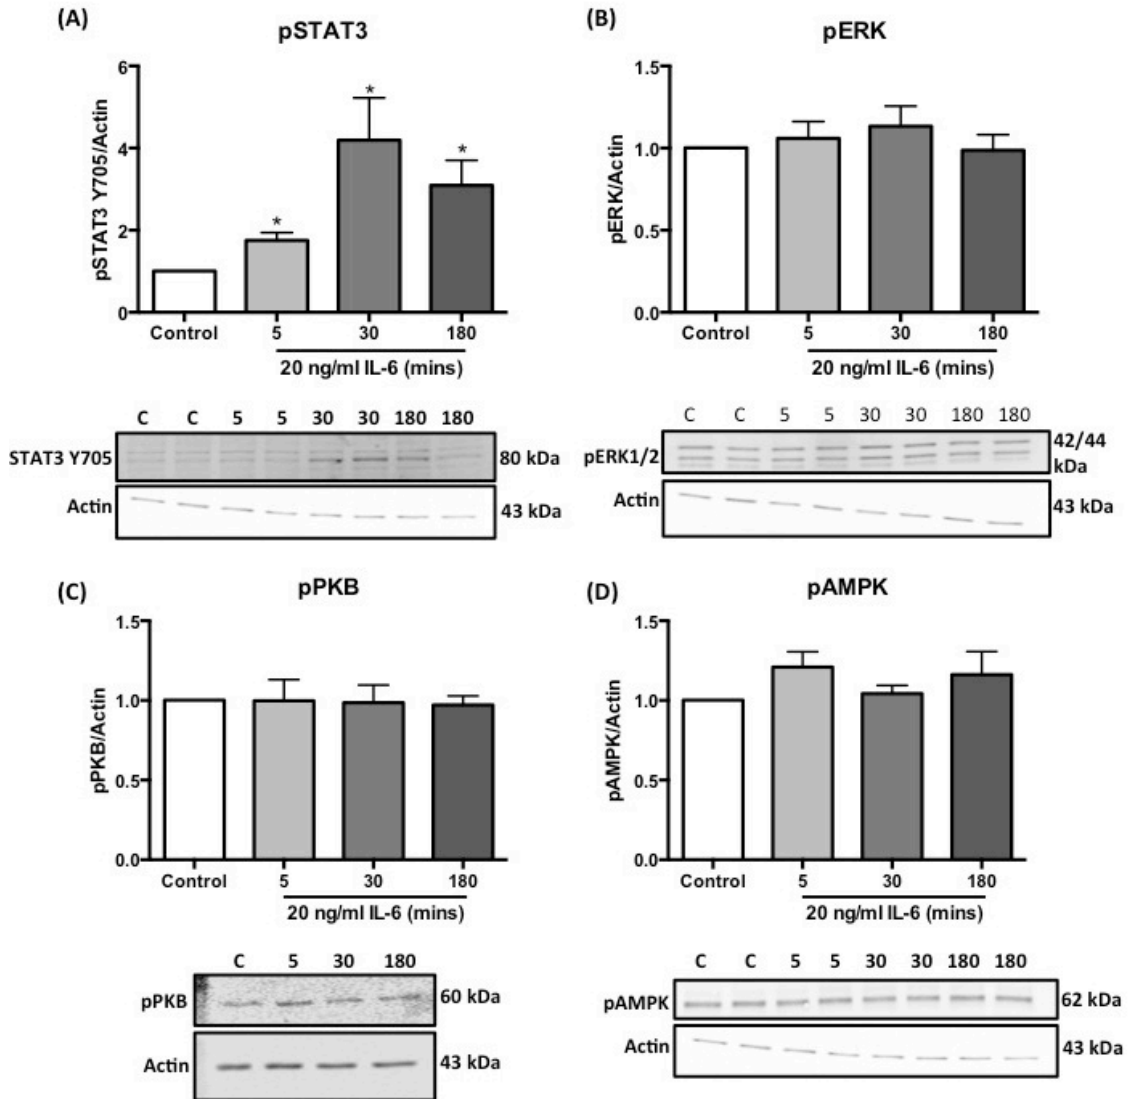 (A)
pSTAT3
pSTAT3 Y705/Actin
6
4
2
0
*
*
*
Control
5
30
180
20 ng/ml IL-6 (mins)
C C 5 5 30 30 180 180
STAT3 Y705
80 kDa
Actin
43 kDa
(B)
pERK
pERK/Actin
1.5
1.0
0.5
0.0
Control
5
30
180
20 ng/ml IL-6 (mins)
C C 5 5 30 30 180 180
pERK1/2
42/44
kDa
Actin
43 kDa
(C)
pPKB
pPKB/Actin
1.5
1.0
0.5
0.0
Control
5
30
180
20 ng/ml IL-6 (mins)
C 5 30 180
pPKB
60 kDa
Actin
43 kDa
(D)
pAMPK
pAMPK/Actin
1.5
1.0
0.5
0.0
Control
5
30
180
20 ng/ml IL-6 (mins)
C C 5 5 30 30 180 180
pAMPK
62 kDa
Actin
43 kDa